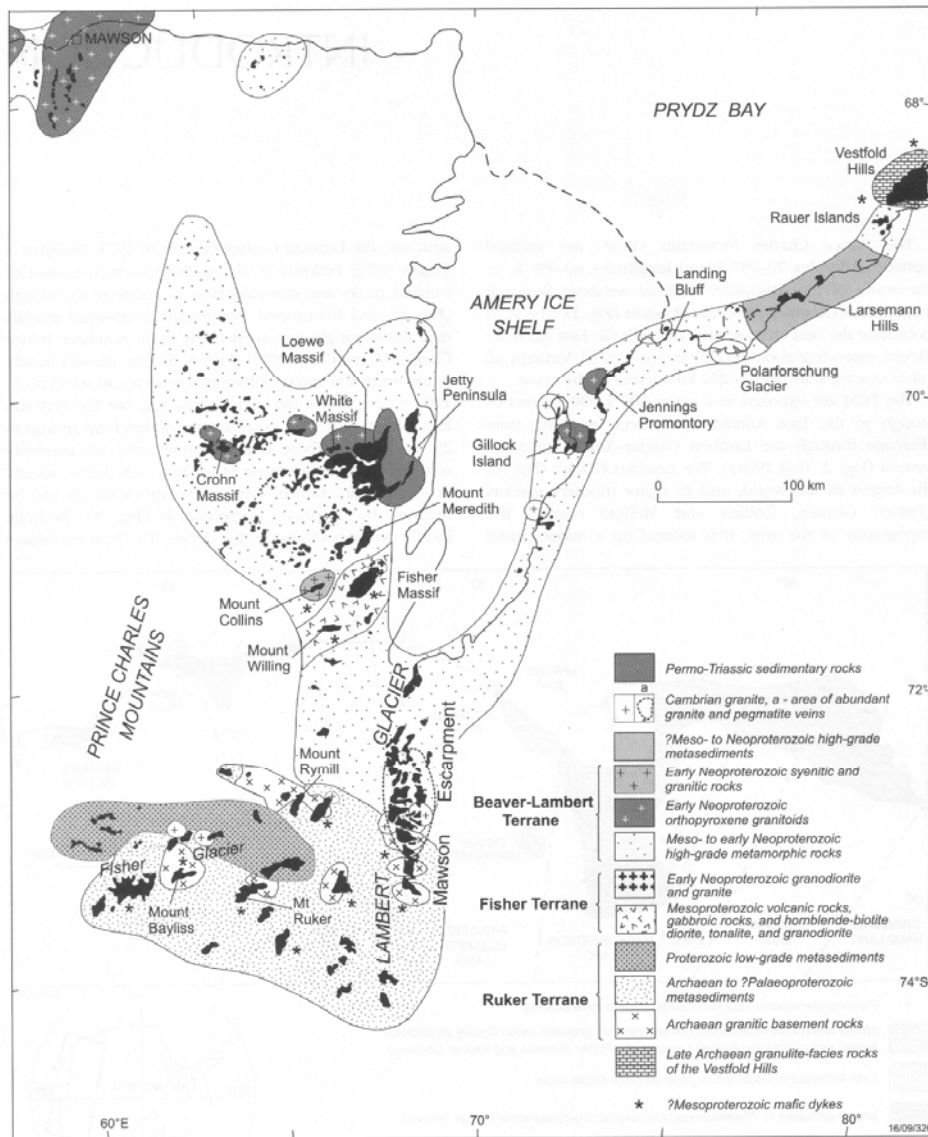 MAWSON
PRYDZ BAY
68°
Vestfold
Hills
Rauer Islands
Landing
Bluff
AMERY ICE
SHELF
Larsemann
Hills
Loewe
Massif
Polarforschung
Glacier
Jetty
Peninsula
White
Massif
70°
Jennings
Promontory
Gillock
Island
Crohn
Massif
Mount
Meredith
0 100 km
Fisher
Massif
Mount
Collins
Mount
Willing
PRINCE CHARLES
MOUNTAINS
GLACIER
LAMBERT
Mawson Escarpment
Mount
Rymill
Fisher Glacier
Mount
Bayliss
Mt
Ruker
Permo-Triassic sedimentary rocks
72°
a
Cambrian granite, a - area of abundant
granite and pegmatite veins
?Meso- to Neoproterozoic high-grade
metasediments
Early Neoproterozoic syenitic and
granitic rocks
Beaver-Lambert
Terrane
Early Neoproterozoic
orthopyroxene granitoids
Meso- to early Neoproterozoic
high-grade metamorphic rocks
Fisher Terrane
Early Neoproterozoic granodiorite
and granite
Mesoproterozoic volcanic rocks,
gabbroic rocks, and hornblende-biotite
diorite, tonalite, and granodiorite
Proterozoic low-grade metasediments
Ruker Terrane
Archaean to ?Palaeoproterozoic
metasediments
74°S
Archaean granitic basement rocks
Late Archaean granulite-facies rocks
of the Vestfold Hills
?Mesoproterozoic mafic dykes
60°E
70°
80°